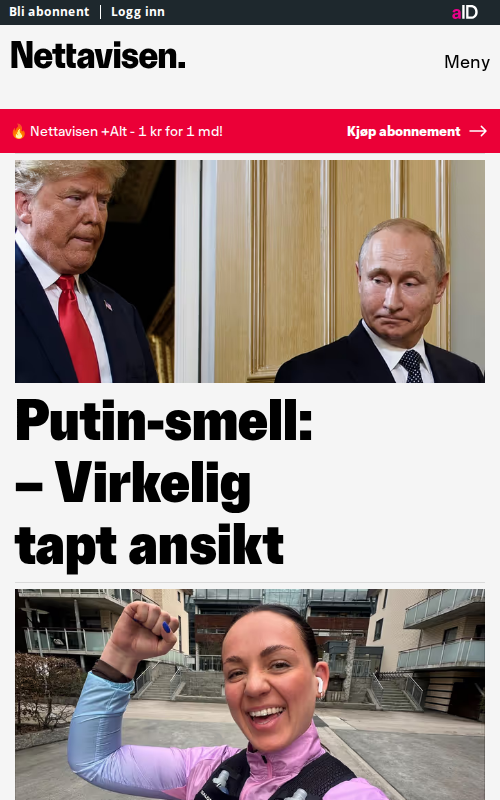 Bli abonnent | Logg inn
aID
Nettavisen.
Meny
🔥 Nettavisen +Alt - 1 kr for 1 md!
Kjøp abonnement →
Putin-smell:
– Virkelig
tapt ansikt